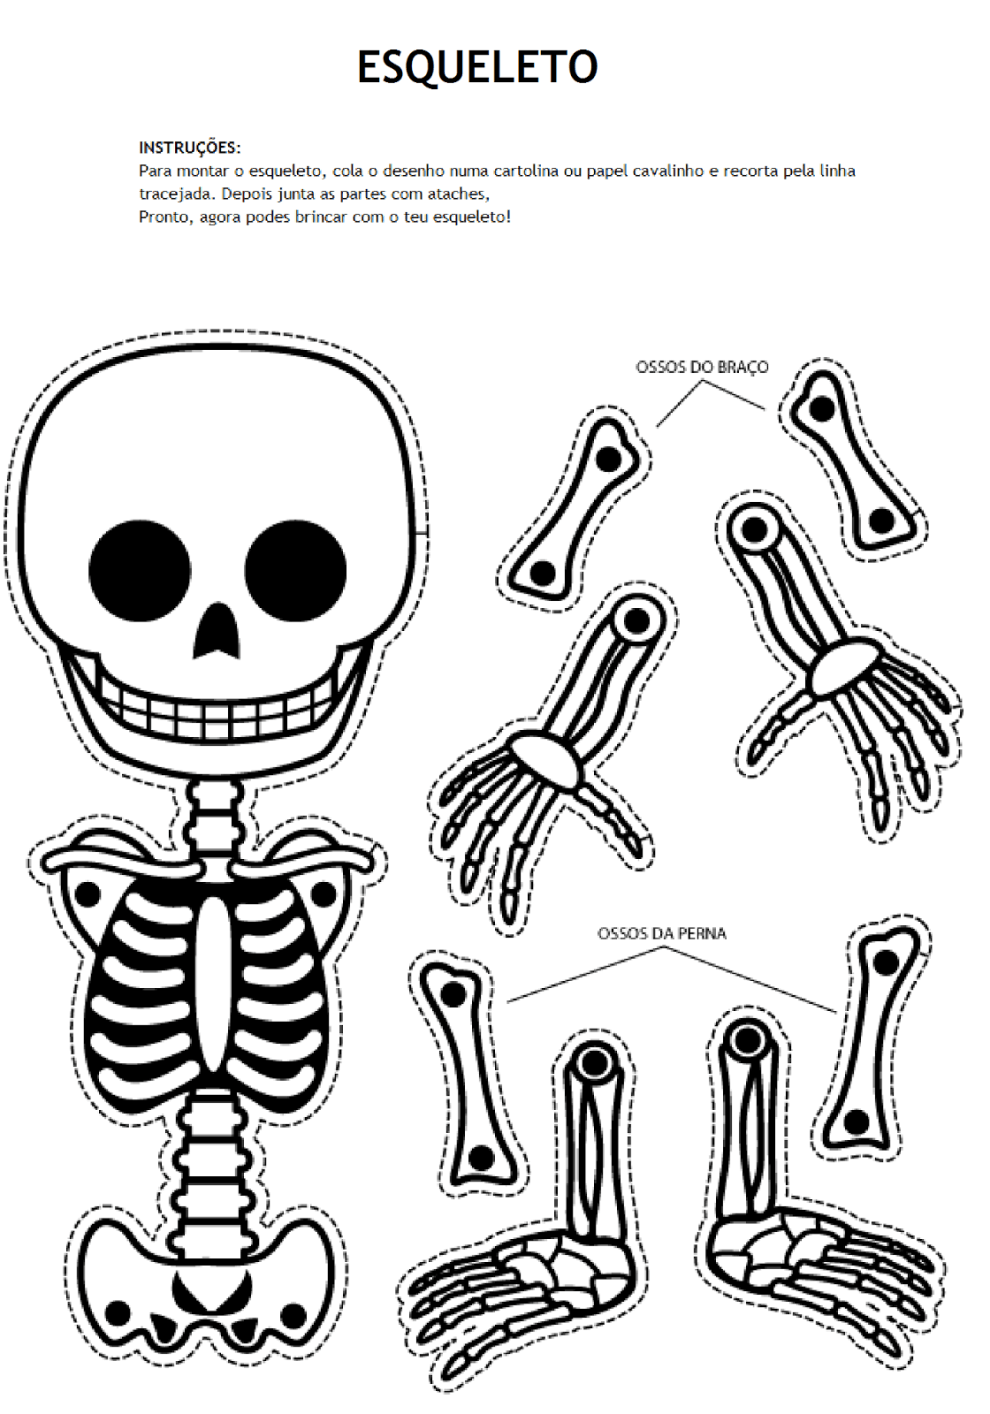 ESQUELETO
INSTRUÇÕES:
Para montar o esqueleto, cola o desenho numa cartolina ou papel cavalinho e recorta pela linha
tracejada. Depois junta as partes com ataches,
Pronto, agora podes brincar com o teu esqueleto!
OSSOS DO BRAÇO
OSSOS DA PERNA